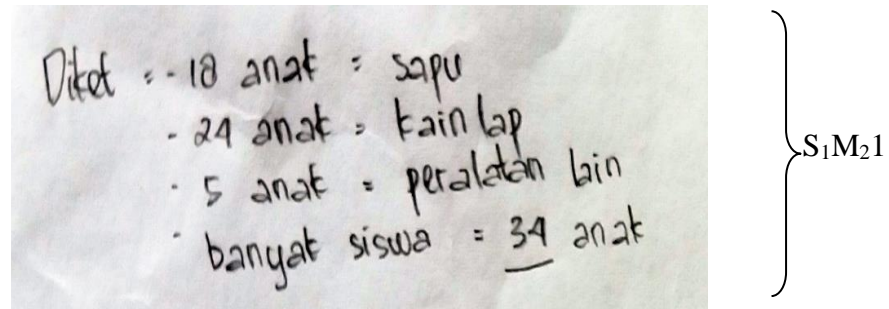 Diket : - 18 anak = sapu
- 24 anak = kain lap
- 5 anak = peralatan lain
- banyak siswa = 34 anak
S₁M₂1